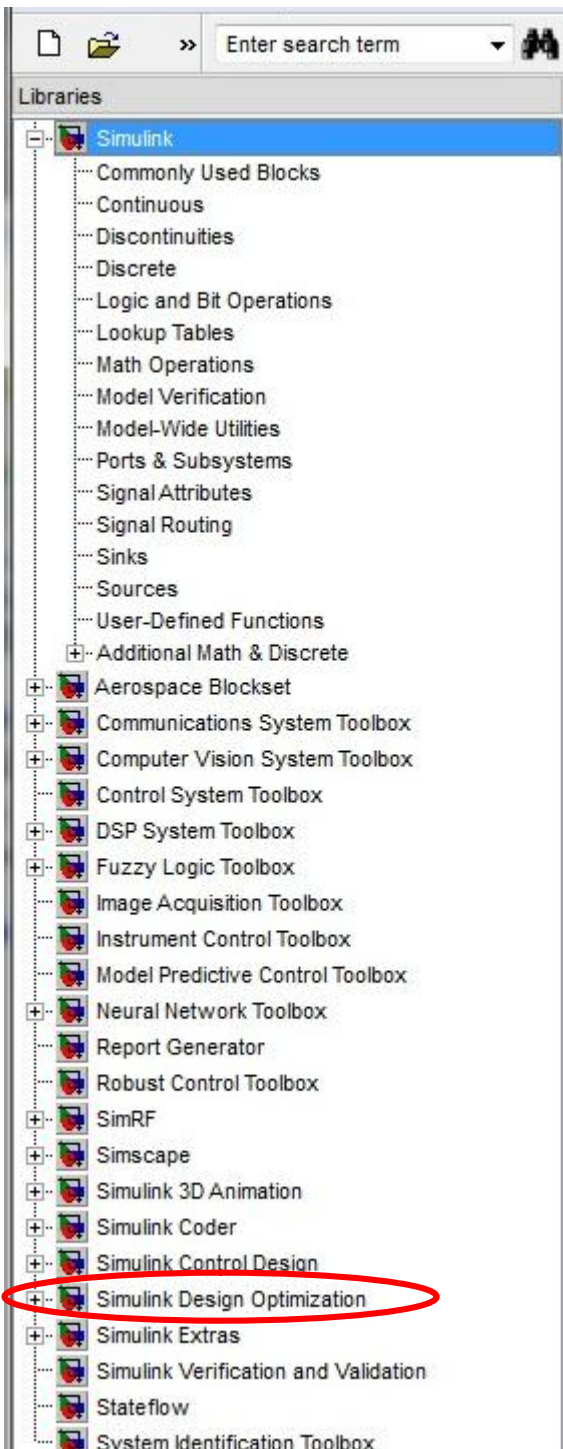 Enter search term
Libraries
Simulink
Commonly Used Blocks
Continuous
Discontinuities
Discrete
Logic and Bit Operations
Lookup Tables
Math Operations
Model Verification
Model-Wide Utilities
Ports & Subsystems
Signal Attributes
Signal Routing
Sinks
Sources
User-Defined Functions
Additional Math & Discrete
Aerospace Blockset
Communications System Toolbox
Computer Vision System Toolbox
Control System Toolbox
DSP System Toolbox
Fuzzy Logic Toolbox
Image Acquisition Toolbox
Instrument Control Toolbox
Model Predictive Control Toolbox
Neural Network Toolbox
Report Generator
Robust Control Toolbox
SimRF
Simscape
Simulink 3D Animation
Simulink Coder
Simulink Control Design
Simulink Design Optimization
Simulink Extras
Simulink Verification and Validation
Stateflow
System Identification Toolbox